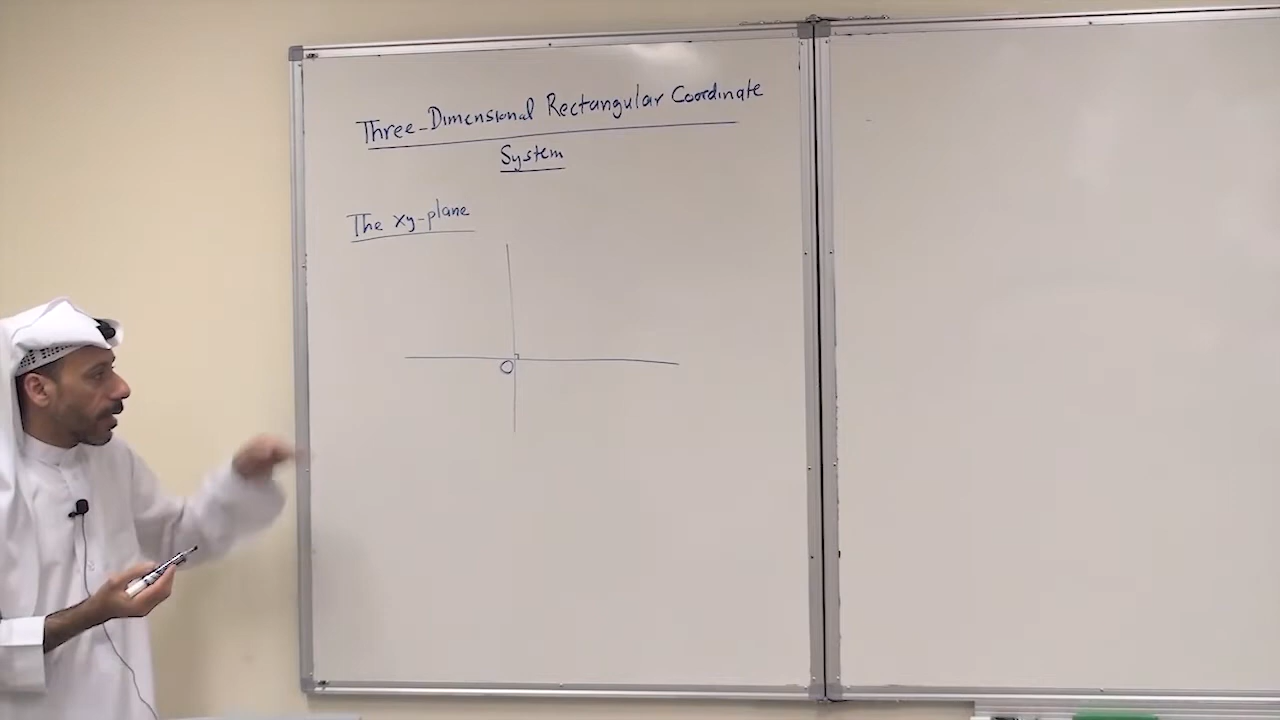 Three-Dimensional Rectangular Coordinate
System
The xy-plane
O